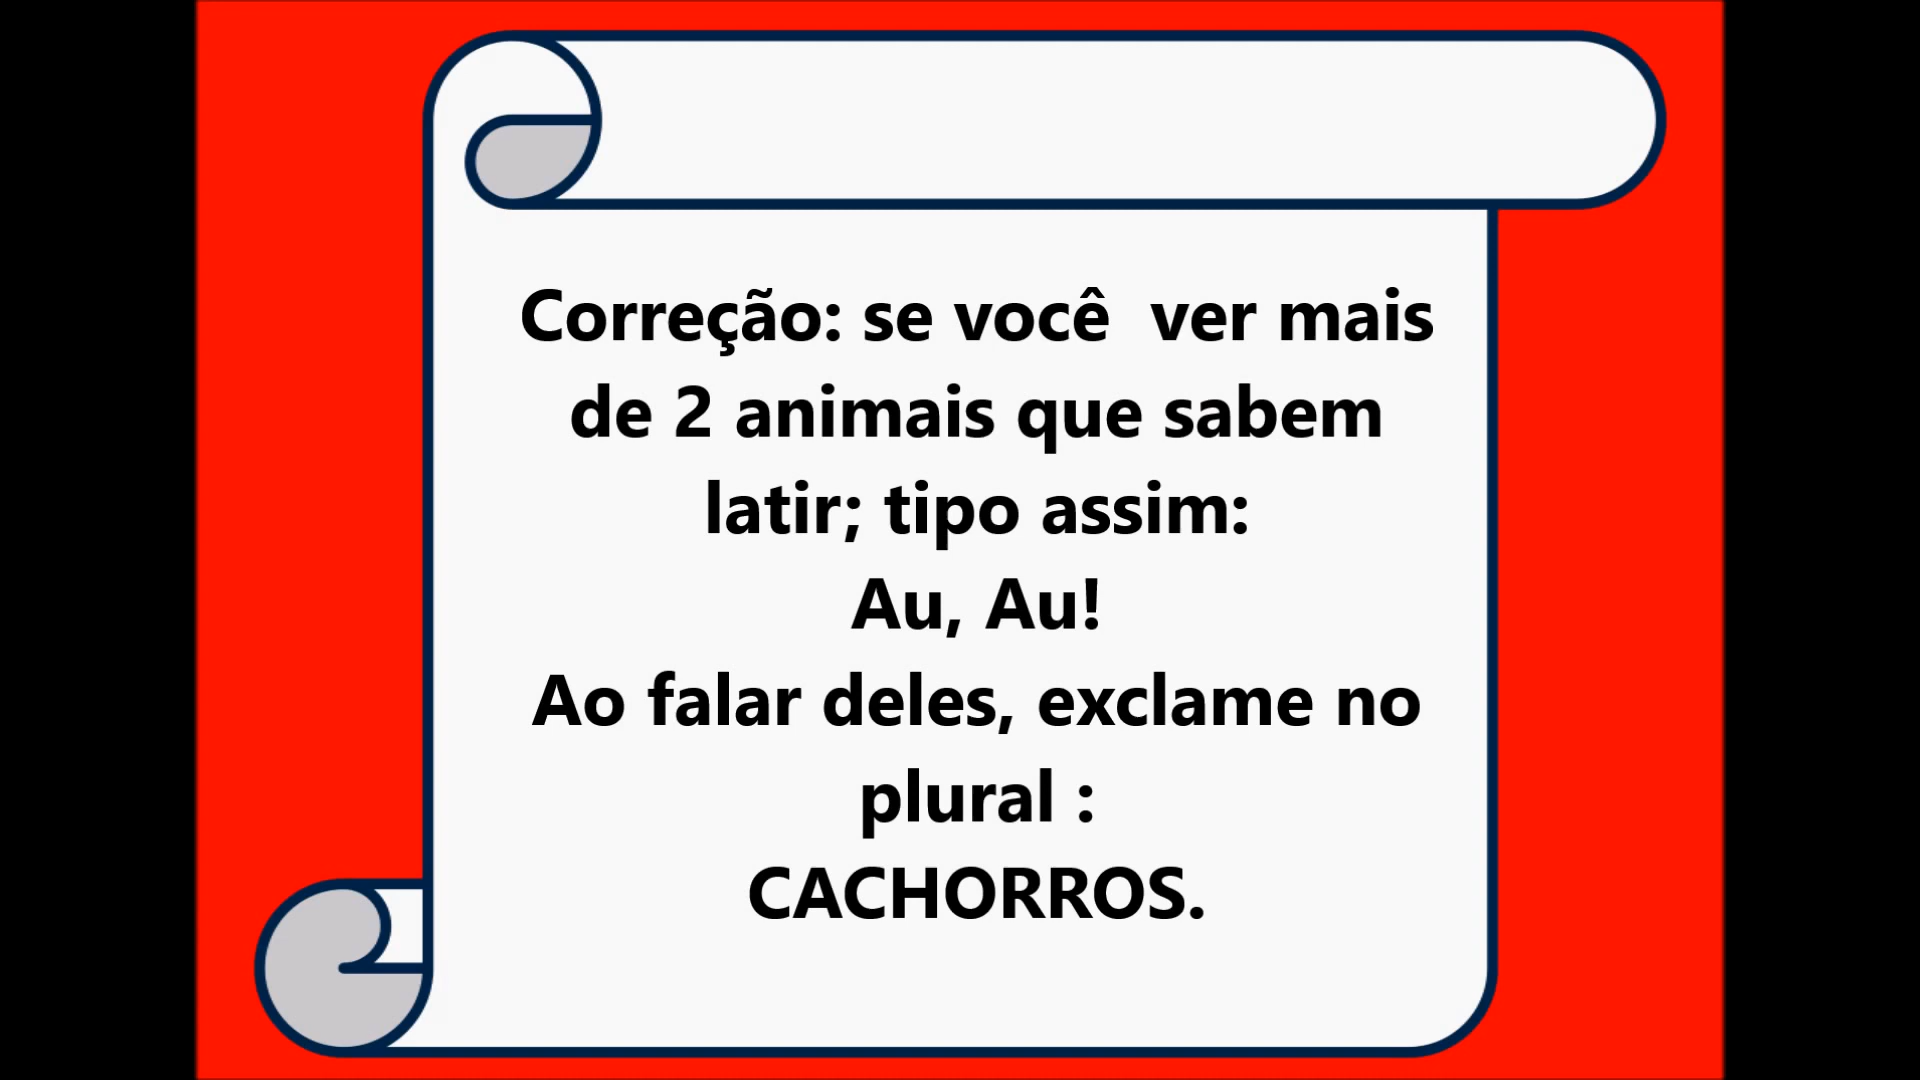 Correção: se você  ver mais
de 2 animais que sabem
latir; tipo assim:
Au, Au!
Ao falar deles, exclame no
plural :
CACHORROS.